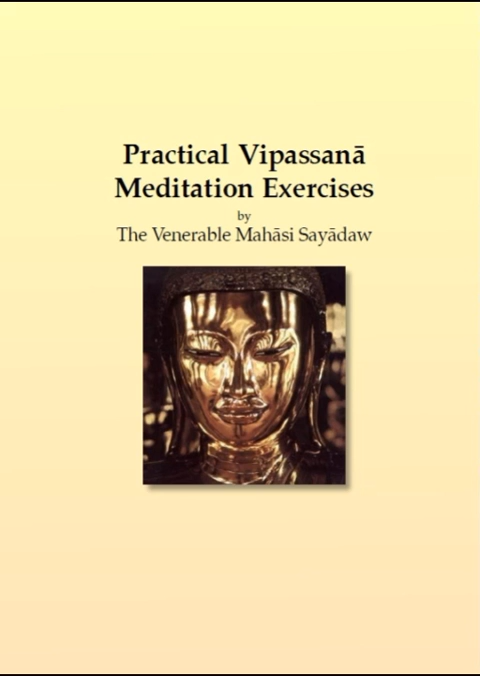 Practical Vipassanā
Meditation Exercises
by
The Venerable Mahāsi Sayādaw